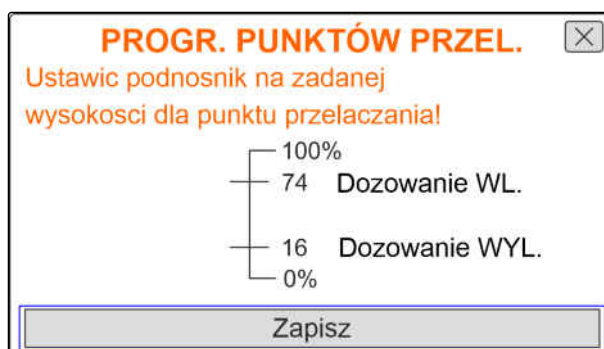 PROGR. PUNKTÓW PRZEL.
Ustawic podnosnik na zadanej
wysokosci dla punktu przelaczania!
100%
74 Dozowanie WL.
16 Dozowanie WYL.
0%
Zapisz